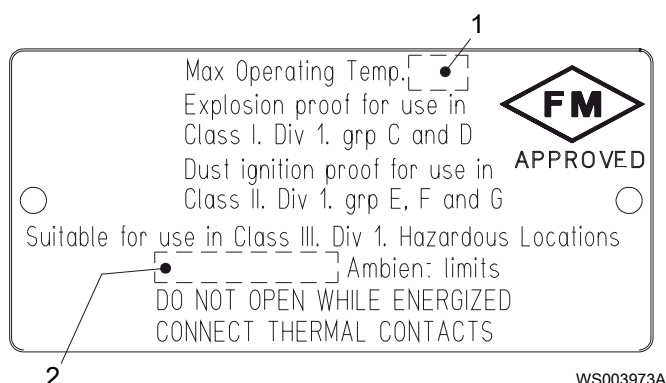 1
Max Operating Temp.
Explosion proof for use in
Class I. Div 1. grp C and D
FM
APPROVED
Dust ignition proof for use in
Class II. Div 1. grp E, F and G
Suitable for use in Class III. Div 1. Hazardous Locations
Ambient limits
DO NOT OPEN WHILE ENERGIZED
CONNECT THERMAL CONTACTS
2
WS003973A